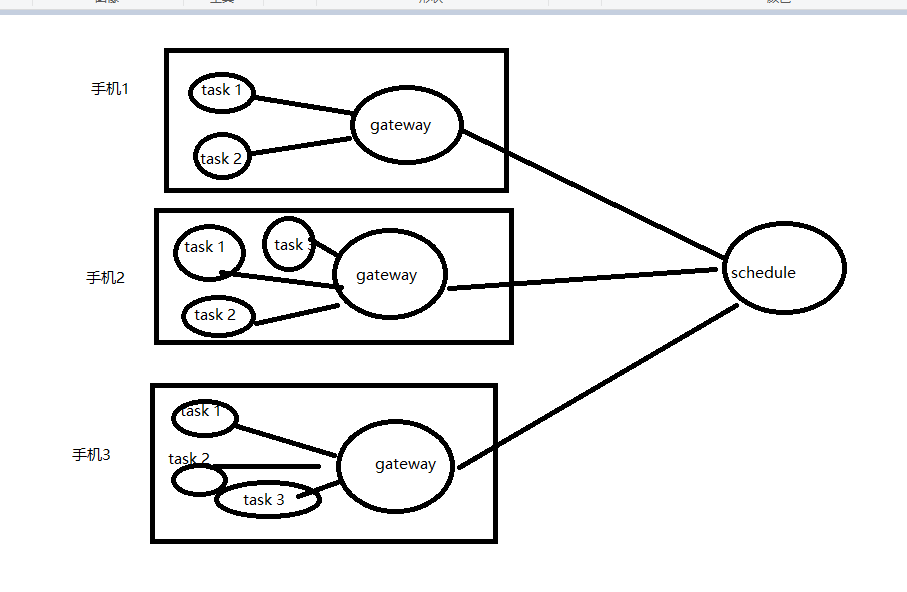 手机1
task 1
gateway
task 2
手机2
task 1
task
gateway
task 2
schedule
手机3
task 1
task 2
gateway
task 3